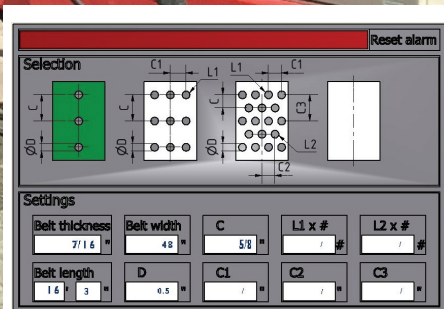 Reset alarm
Selection
C1 L1 L1 C1
C C C3
ØD ØD ØD L2
C2
Settings
Belt thickness Belt width C L1 x # L2 x #
7/16 " 48 " 5/8 " / # / #
Belt length D C1 C2 C3
16 ' 3 " 0.5 " / " / " / "